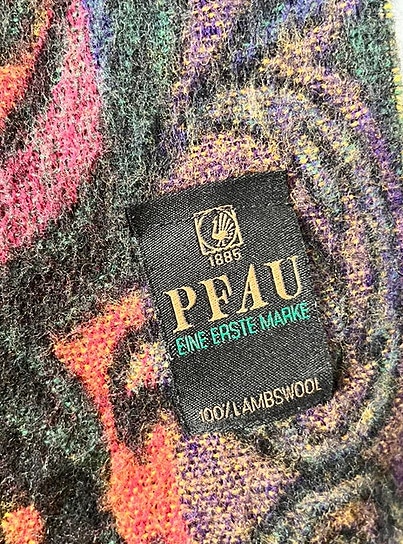 1885
PFAU
EINE ERSTE MARKE
100% LAMBSWOOL